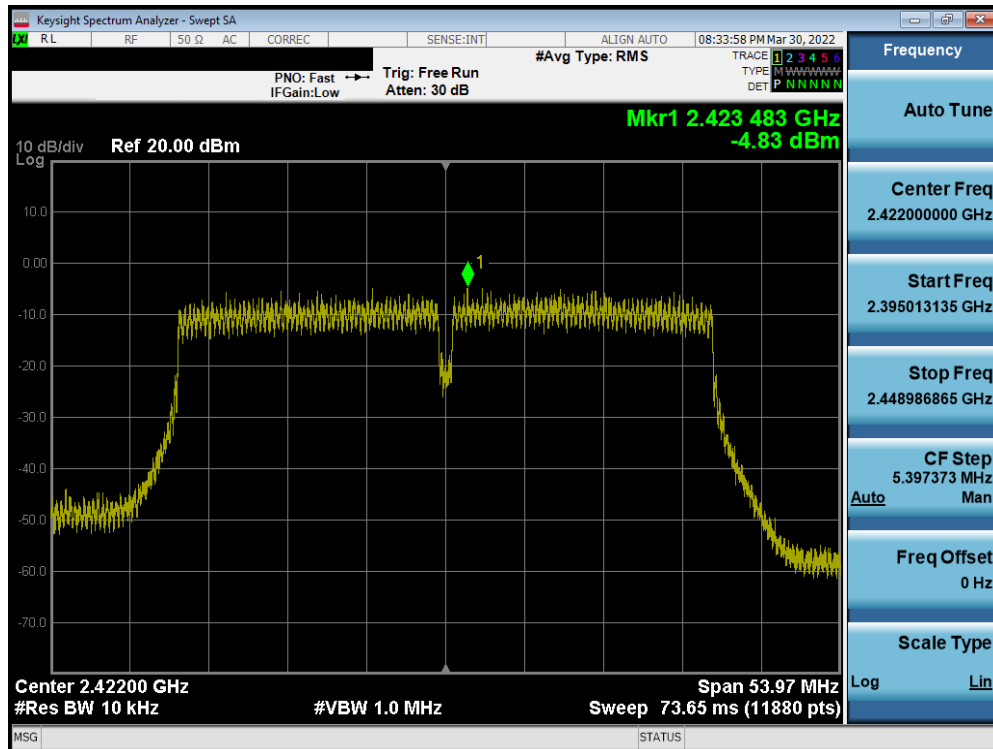 Keysight Spectrum Analyzer - Swept SA
LXI RL RF 50 Ω AC CORREC SENSE:INT ALIGN AUTO 08:33:58 PM Mar 30, 2022
Frequency
#Avg Type: RMS TRACE 1 2 3 4 5 6
PNO: Fast Trig: Free Run TYPE M WWWWW
IFGain:Low Atten: 30 dB DET P N N N N N
Mkr1 2.423 483 GHz
-4.83 dBm
10 dB/div Ref 20.00 dBm
Log
10.0
0.00
-10.0
-20.0
-30.0
-40.0
-50.0
-60.0
-70.0
1
Center 2.42200 GHz Span 53.97 MHz
#Res BW 10 kHz #VBW 1.0 MHz Sweep 73.65 ms (11880 pts)
MSG STATUS
Auto Tune
Center Freq
2.422000000 GHz
Start Freq
2.395013135 GHz
Stop Freq
2.448986865 GHz
CF Step
5.397373 MHz
Auto Man
Freq Offset
0 Hz
Scale Type
Log Lin